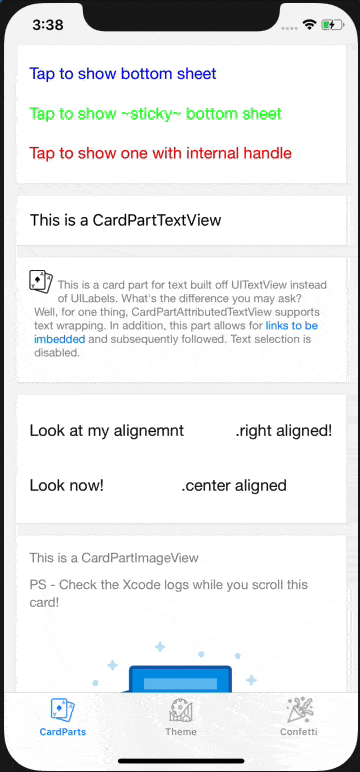 3:38
Tap to show bottom sheet
Tap to show ~sticky~ bottom sheet
Tap to show one with internal handle
This is a CardPartTextView
This is a card part for text built off UITextView instead
of UILabels. What's the difference you may ask?
Well, for one thing, CardPartAttributedTextView supports
text wrapping. In addition, this part allows for links to be
imbedded and subsequently followed. Text selection is
disabled.
Look at my alignemnt .right aligned!
Look now! .center aligned
This is a CardPartImageView
PS - Check the Xcode logs while you scroll this
card!
CardParts Theme Confetti